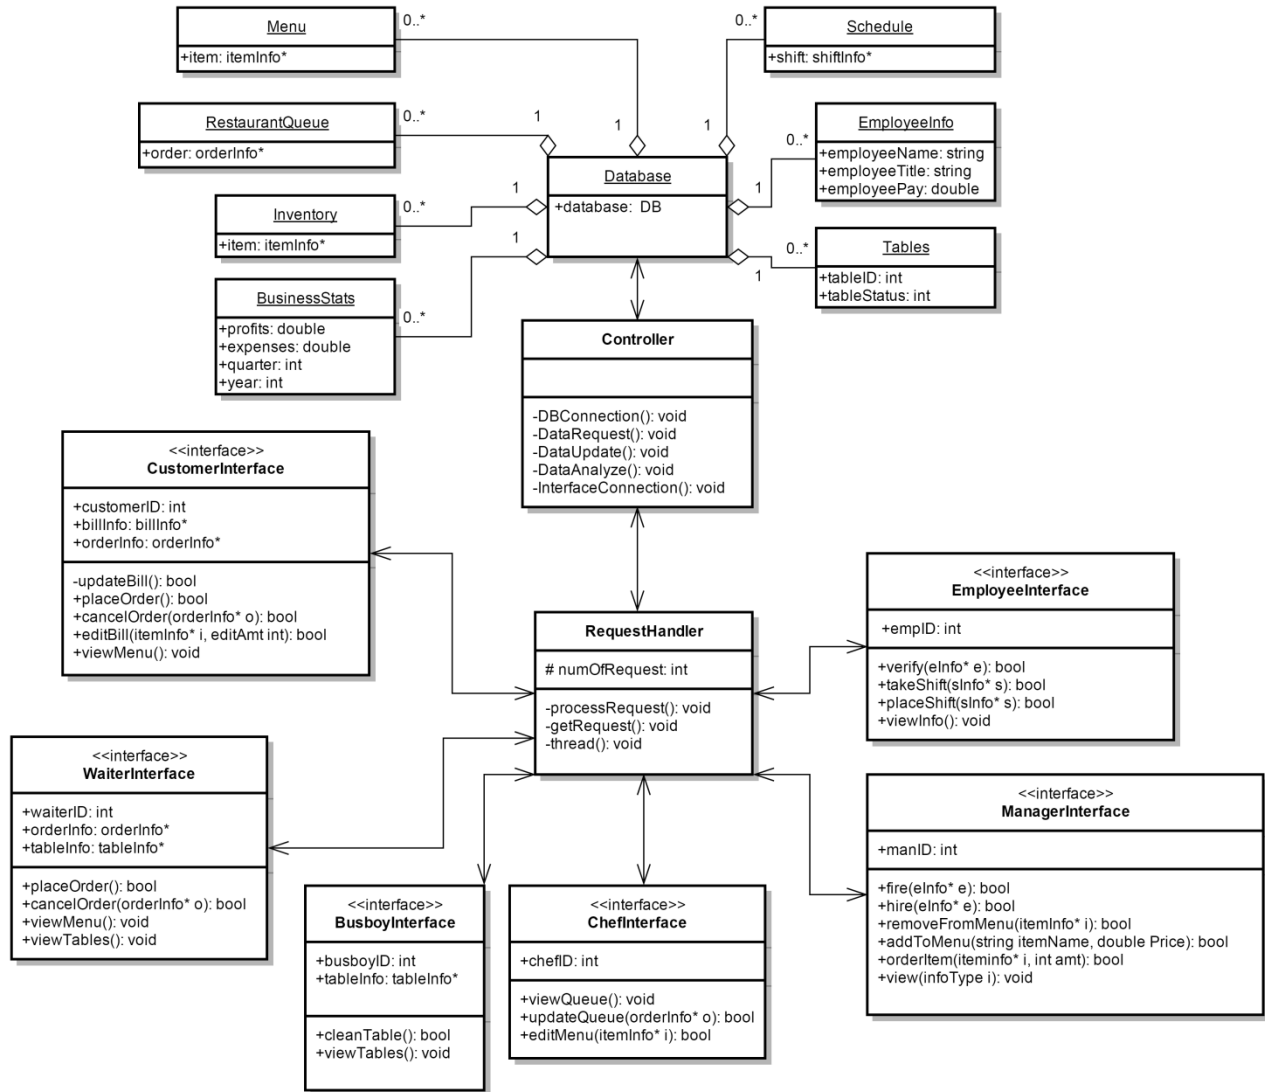 Menu
+item: itemInfo*
0..*
1
Schedule
+shift: shiftInfo*
0..*
1
RestaurantQueue
+order: orderInfo*
0..*
1
EmployeeInfo
+employeeName: string
+employeeTitle: string
+employeePay: double
0..*
1
Database
+database: DB
Inventory
+item: itemInfo*
0..*
1
Tables
+tableID: int
+tableStatus: int
0..*
1
BusinessStats
+profits: double
+expenses: double
+quarter: int
+year: int
0..*
1
Controller
-DBConnection(): void
-DataRequest(): void
-DataUpdate(): void
-DataAnalyze(): void
-InterfaceConnection(): void
<<interface>>
CustomerInterface
+customerID: int
+billInfo: billInfo*
+orderInfo: orderInfo*
-updateBill(): bool
+placeOrder(): bool
+cancelOrder(orderInfo* o): bool
+editBill(itemInfo* i, editAmt int): bool
+viewMenu(): void
RequestHandler
# numOfRequest: int
-processRequest(): void
-getRequest(): void
-thread(): void
<<interface>>
EmployeeInterface
+empID: int
+verify(eInfo* e): bool
+takeShift(sInfo* s): bool
+placeShift(sInfo* s): bool
+viewInfo(): void
<<interface>>
WaiterInterface
+waiterID: int
+orderInfo: orderInfo*
+tableInfo: tableInfo*
+placeOrder(): bool
+cancelOrder(orderInfo* o): bool
+viewMenu(): void
+viewTables(): void
<<interface>>
BusboyInterface
+busboyID: int
+tableInfo: tableInfo*
+cleanTable(): bool
+viewTables(): void
<<interface>>
ChefInterface
+chefID: int
+viewQueue(): void
+updateQueue(orderInfo* o): bool
+editMenu(itemInfo* i): bool
<<interface>>
ManagerInterface
+manID: int
+fire(eInfo* e): bool
+hire(eInfo* e): bool
+removeFromMenu(itemInfo* i): bool
+addToMenu(string itemName, double Price): bool
+orderItem(iteminfo* i, int amt): bool
+view(infoType i): void